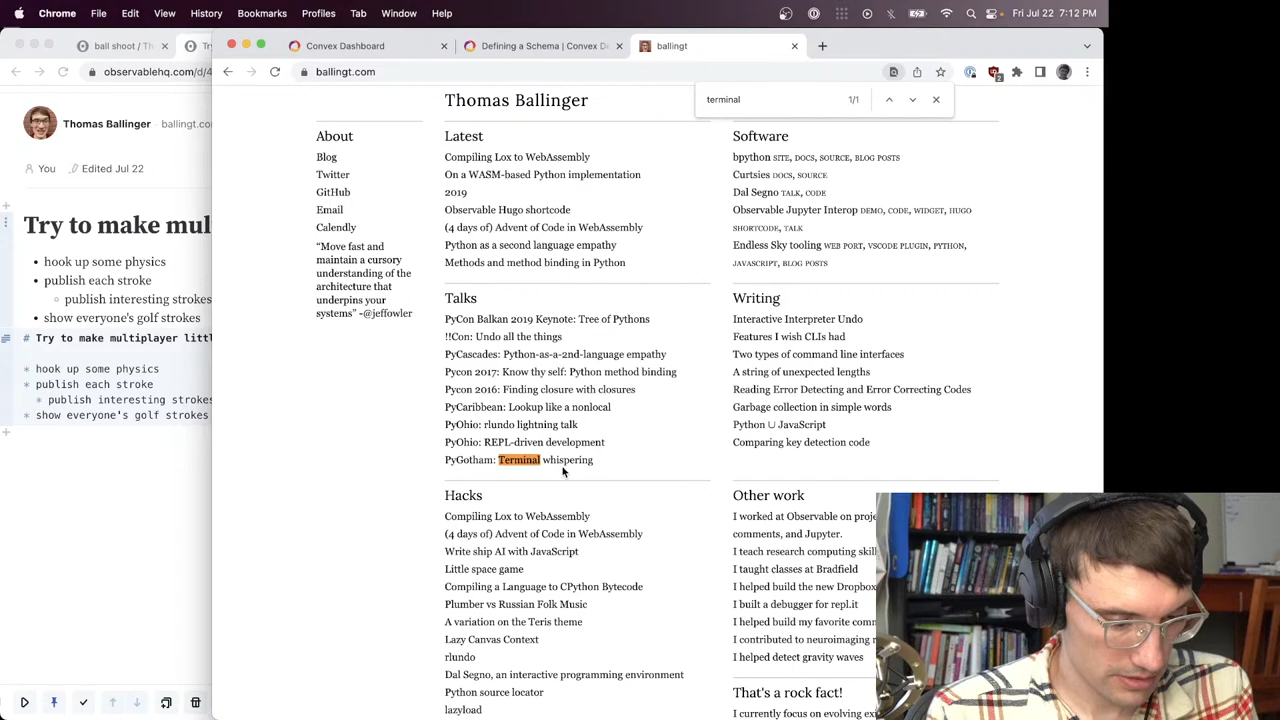 View
History
Bookmarks
Profiles
Tab
Window
Help
Fri Jul 22 7:12 PM
ball shoot / Th
Try
Convex Dashboard
Defining a Schema | Convex D
ballingt
observablehq.com/d/4
ballingt.com
terminal
1/1
2
Thomas Ballinger
ballingt.co
You
Edited Jul 22
Try to make mul
hook up some physics
publish each stroke
publish interesting strokes
show everyone's golf strokes
# Try to make multiplayer littl
* hook up some physics
* publish each stroke
* publish interesting strokes
* show everyone's golf strokes
Thomas Ballinger
About
Blog
Twitter
GitHub
Email
Calendly
“Move fast and
maintain a cursory
understanding of the
architecture that
underpins your
systems” -@jeffowler
Latest
Compiling Lox to WebAssembly
On a WASM-based Python implementation
2019
Observable Hugo shortcode
(4 days of) Advent of Code in WebAssembly
Python as a second language empathy
Methods and method binding in Python
Talks
PyCon Balkan 2019 Keynote: Tree of Pythons
!!Con: Undo all the things
PyCascades: Python-as-a-2nd-language empathy
Pycon 2017: Know thy self: Python method binding
Pycon 2016: Finding closure with closures
PyCaribbean: Lookup like a nonlocal
PyOhio: rlundo lightning talk
PyOhio: REPL-driven development
PyGotham: Terminal whispering
Hacks
Compiling Lox to WebAssembly
(4 days of) Advent of Code in WebAssembly
Write ship AI with JavaScript
Little space game
Compiling a Language to CPython Bytecode
Plumber vs Russian Folk Music
A variation on the Teris theme
Lazy Canvas Context
rlundo
Dal Segno, an interactive programming environment
Python source locator
lazyload
Software
bpython SITE, DOCS, SOURCE, BLOG POSTS
Curtsies DOCS, SOURCE
Dal Segno TALK, CODE
Observable Jupyter Interop DEMO, CODE, WIDGET, HUGO
SHORTCODE, TALK
Endless Sky tooling WEB PORT, VSCODE PLUGIN, PYTHON,
JAVASCRIPT, BLOG POSTS
Writing
Interactive Interpreter Undo
Features I wish CLIs had
Two types of command line interfaces
A string of unexpected lengths
Reading Error Detecting and Error Correcting Codes
Garbage collection in simple words
Python ∪ JavaScript
Comparing key detection code
Other work
I worked at Observable on proj
comments, and Jupyter.
I teach research computing skil
I taught classes at Bradfield
I helped build the new Dropbox
I built a debugger for repl.it
I helped build my favorite com
I contributed to neuroimaging r
I helped detect gravity waves
That's a rock fact!
I currently focus on evolving ex